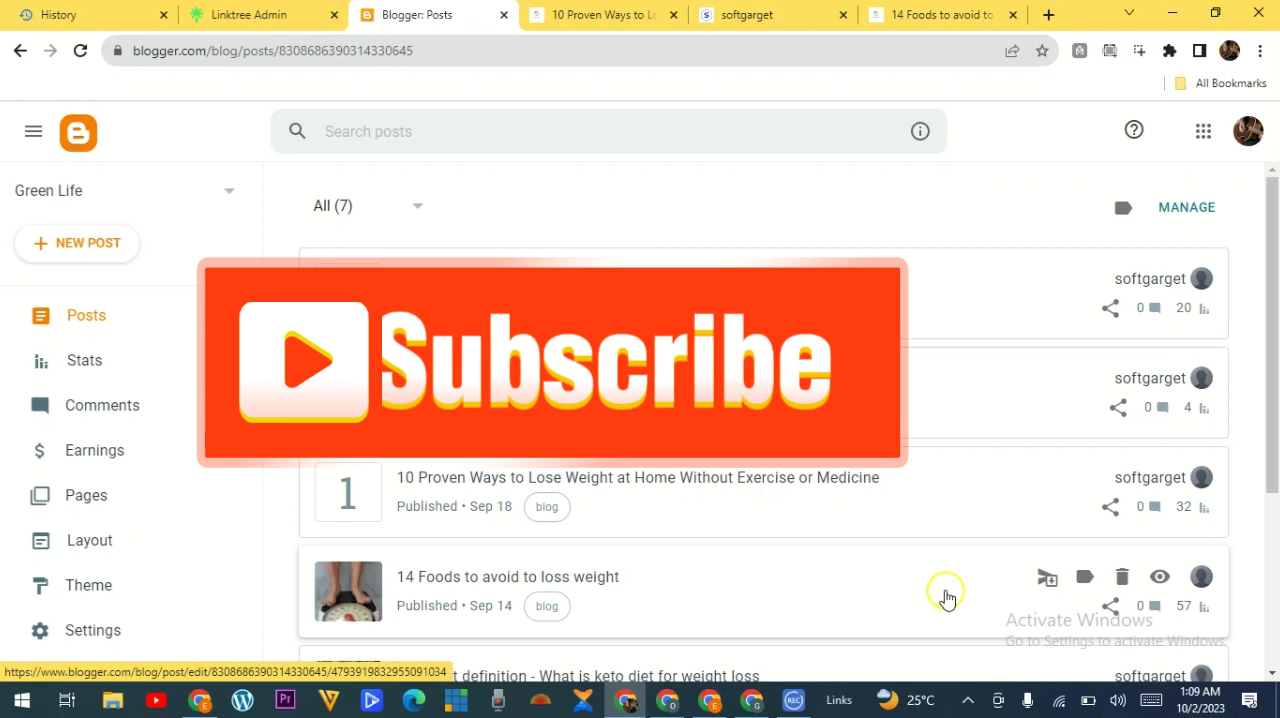 History
Linktree Admin
Blogger: Posts
10 Proven Ways to Lo
softgarget
14 Foods to avoid to
blogger.com/blog/posts/8308686390314330645
All Bookmarks
Search posts
Green Life
All (7)
MANAGE
NEW POST
softgarget
0 20
Posts
Subscribe
Stats
softgarget
0 4
Comments
Earnings
1
10 Proven Ways to Lose Weight at Home Without Exercise or Medicine
softgarget
Published • Sep 18 blog
0 32
Pages
Layout
Theme
14 Foods to avoid to loss weight
Published • Sep 14 blog
0 57
Settings
Activate Windows
Go to Settings to activate Windows.
https://www.blogger.com/blog/post/edit/8308686390314330645/4793919832955091034
t definition - What is keto diet for weight loss
softgarget
Links
25°C
1:09 AM
10/2/2023